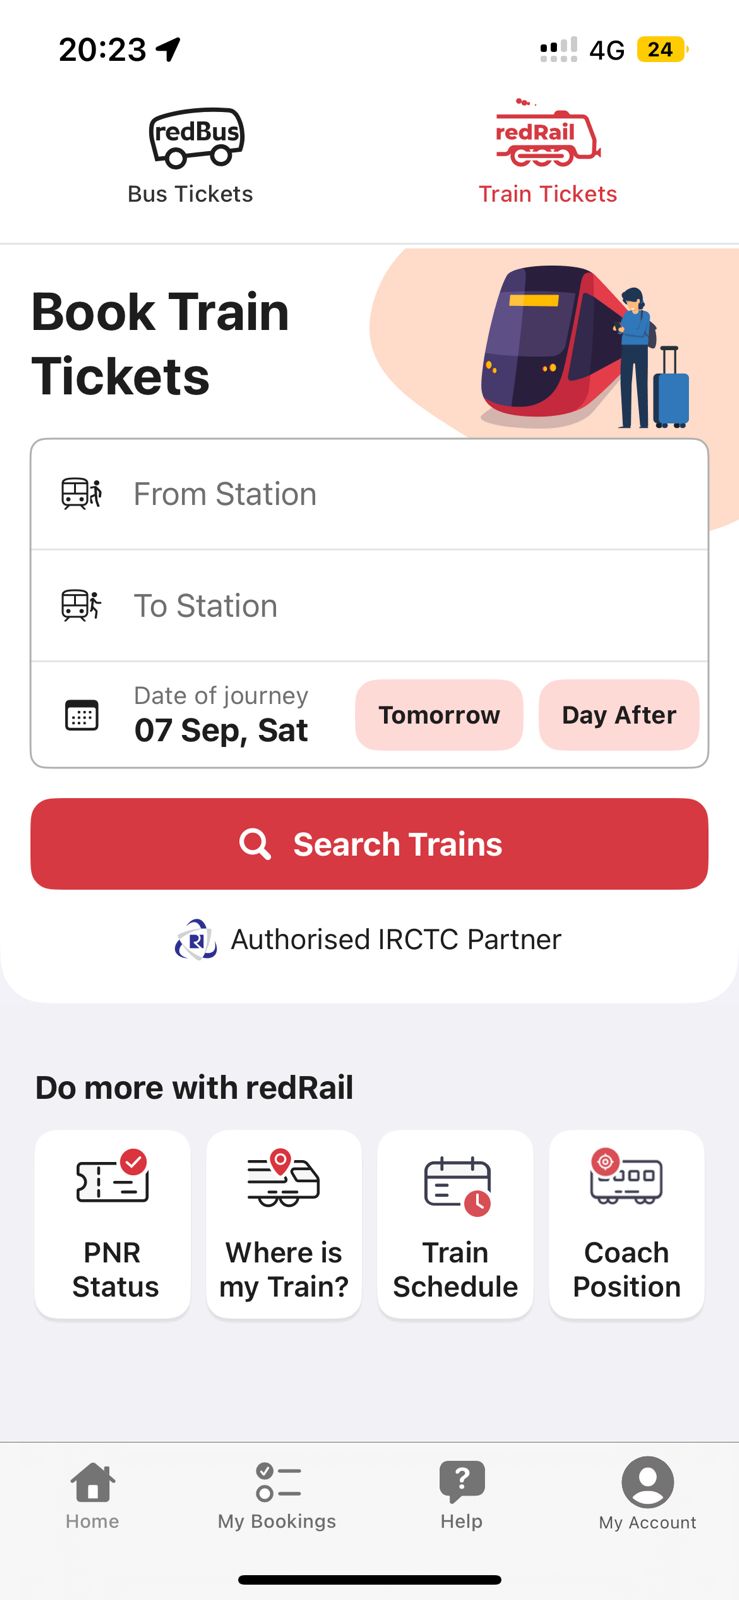 20:23
4G 24
redBus
redRail
Bus Tickets
Train Tickets
Book Train
Tickets
From Station
To Station
Date of journey
07 Sep, Sat
Tomorrow
Day After
Search Trains
Authorised IRCTC Partner
Do more with redRail
PNR
Status
Where is
my Train?
Train
Schedule
Coach
Position
Home
My Bookings
?
Help
My Account